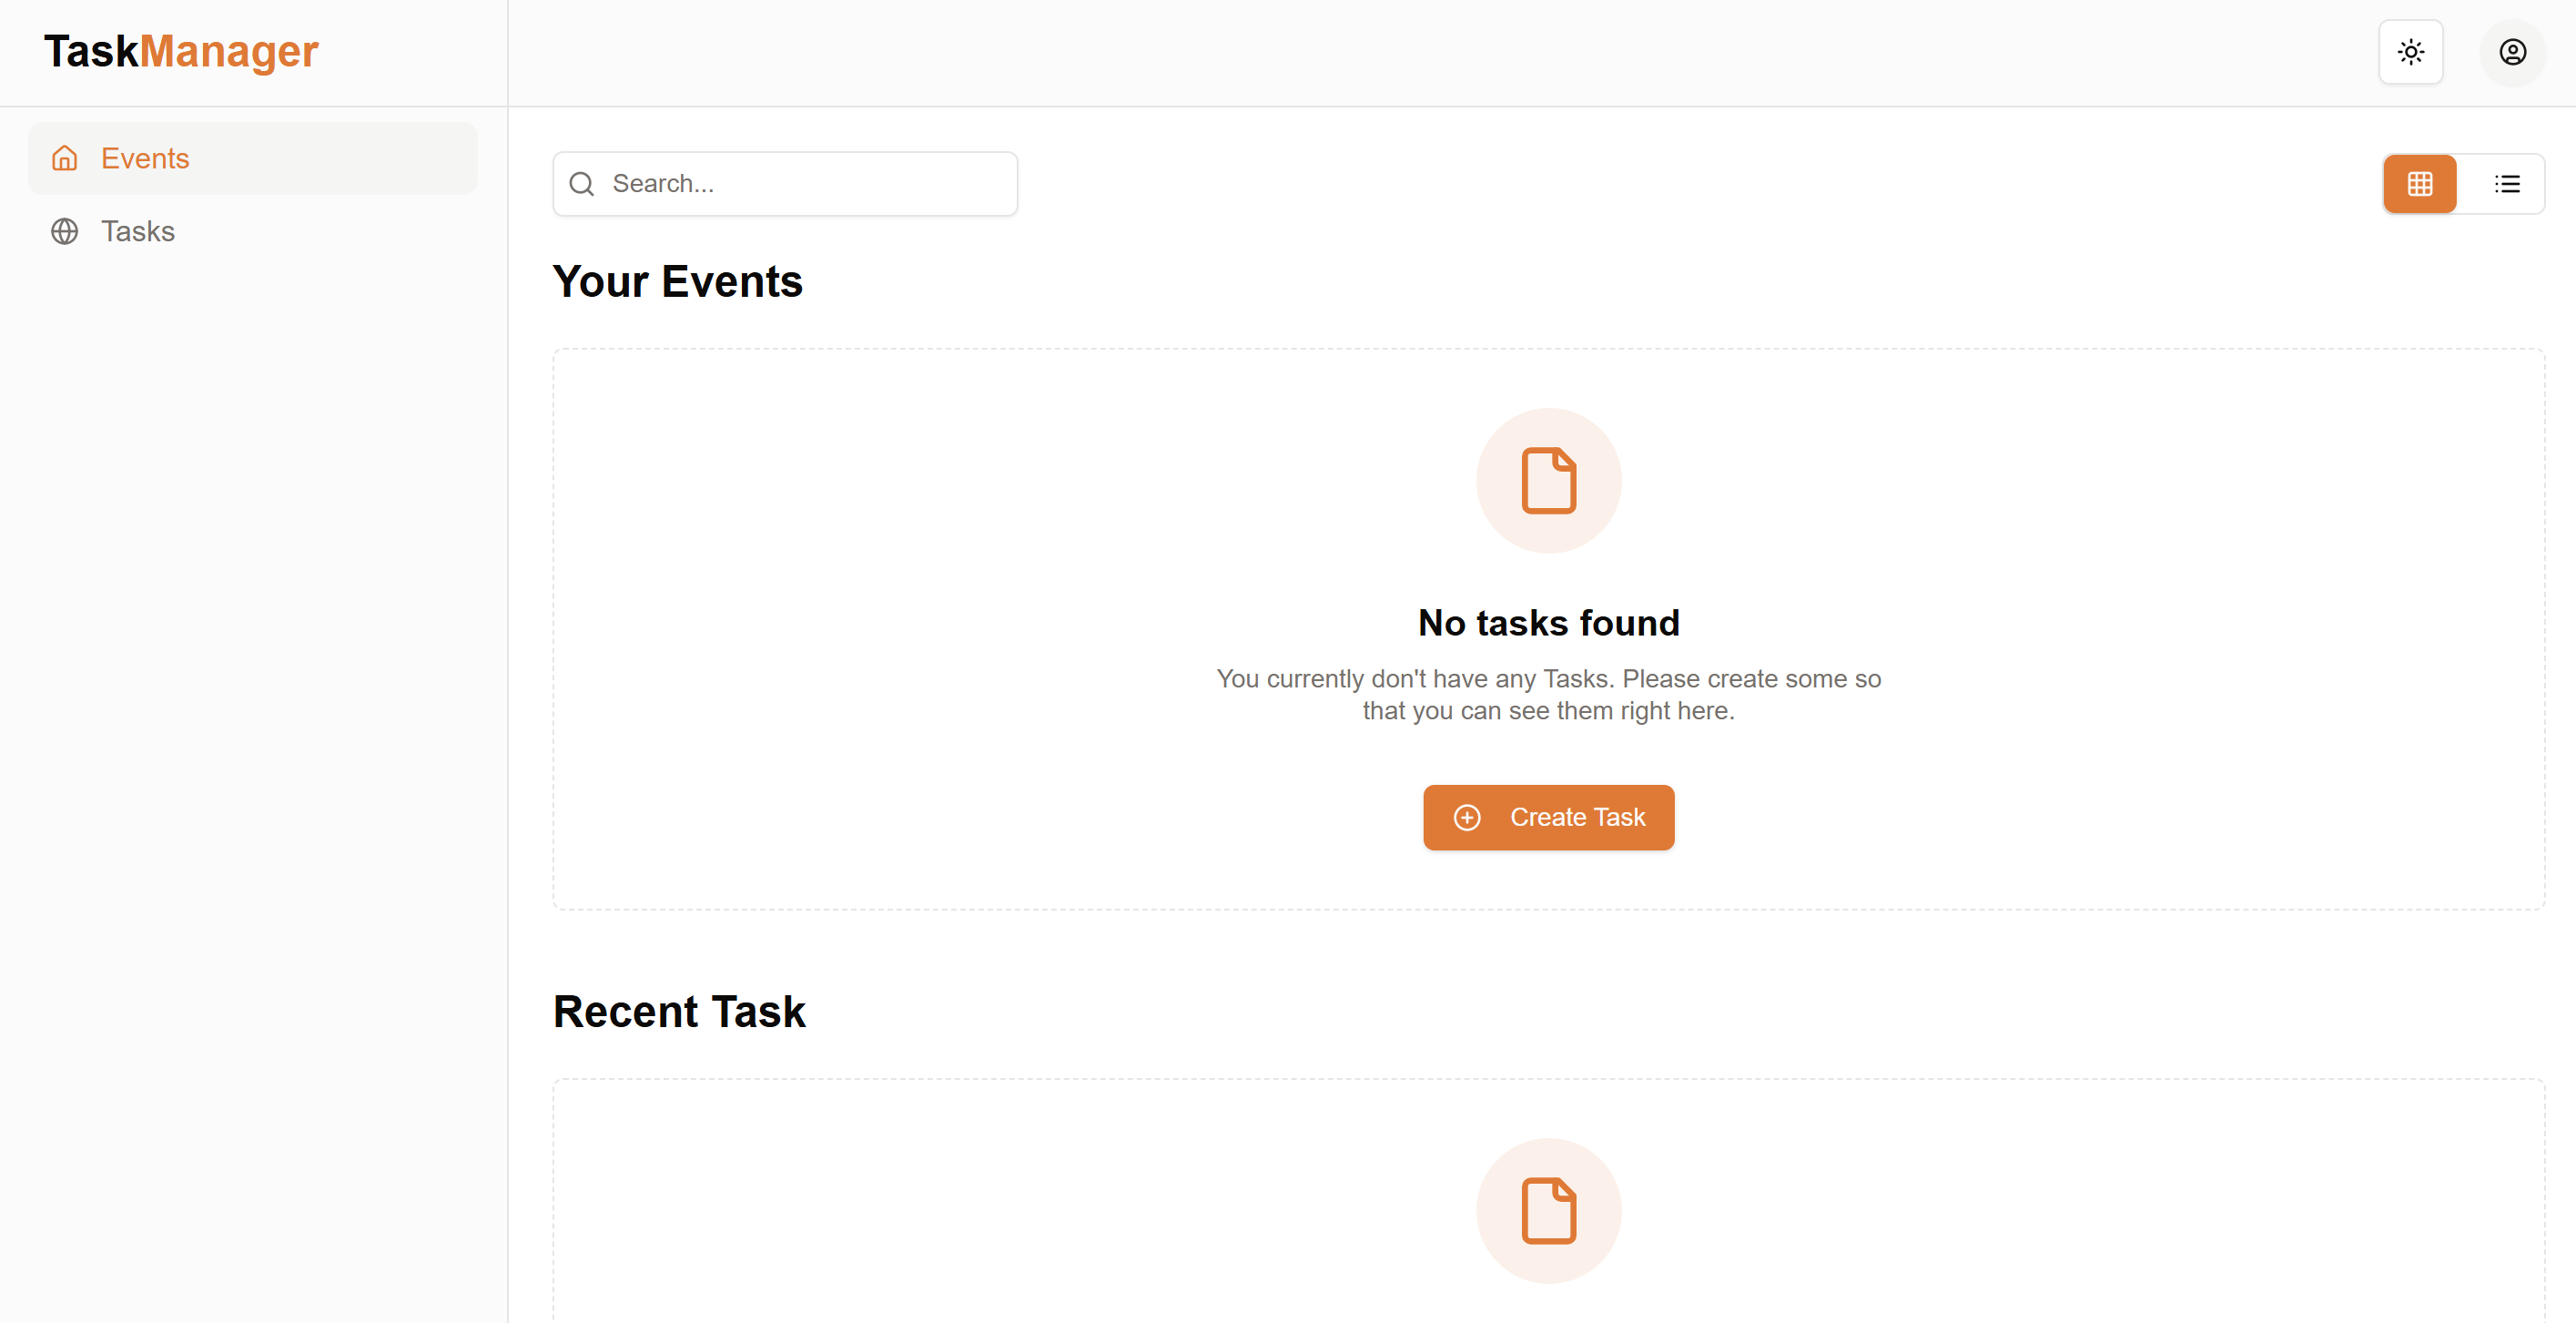 TaskManager
Events
Tasks
Search...
Your Events
No tasks found
You currently don't have any Tasks. Please create some so
that you can see them right here.
Create Task
Recent Task